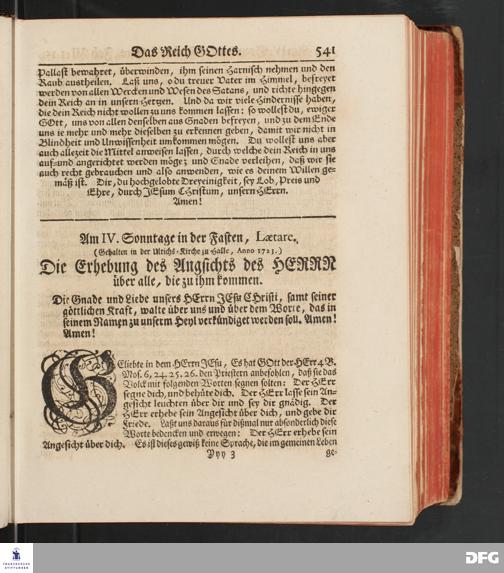 Das Reich GOttes. 541
Pallast bewahret, überwinden, ihm seinen Harnisch nehmen und den
Raub austheilen. Laß uns, o du treuer Vater im Himmel, befreyet
werden von allen Wercken und Wesen des Satans, und richte hingegen
dein Reich an in unsern Hertzen. Und da wir viele Hindernisse haben,
die dein Reich nicht wollen zu uns kommen lassen: so wollest du, ewiger
GOtt, uns von allen denselben aus Gnaden befreyen, und zu dem Ende
uns ie mehr und mehr dieselben zu erkennen geben, damit wir nicht in
Blindheit und Unwissenheit umkommen mögen. Du wollest uns aber
auch allezeit die Mittel anweisen lassen, durch welche dein Reich in uns
auf- und angerichtet werden möge; und Gnade verleihen, daß wir sie
auch recht gebrauchen und also anwenden, wie es deinem Willen ge-
mäß ist. Dir, du hochgelobte Dreyeinigkeit, sey Lob, Preis und
Ehre, durch JEsum Christum, unsern HErrn.
Amen!
Am IV. Sonntage in der Fasten, Lætare.
(Gehalten in der Ulrichs-Kirche zu Halle, Anno 1723.)
Die Erhebung des Angsichts des HERRN
über alle, die zu ihm kommen.
Die Gnade und Liebe unsers HErrn JEsu CHristi, samt seiner
göttlichen Kraft, walte über uns und über dem Worte, das in
seinem Namen zu unserm Heyl verkündiget werden soll. Amen!
Amen!
GEliebte in dem HErrn JEsu, Es hat GOtt der HErr 4 B.
Mos. 6, 24. 25. 26. den Priestern anbefohlen, daß sie das
Volck mit folgenden Worten segnen solten: Der HErr
segne dich, und behüte dich. Der HErr lasse sein An-
gesicht leuchten über dir und sey dir gnädig. Der
HErr erhebe sein Angesicht über dich, und gebe dir
Friede. Laßt uns daraus für dißmal nur absonderlich diese
Worte bedencken und erwegen: Der HErr erhebe sein
Angesicht über dich. Es ist dieses gewiß keine Sprache, die im gemeinen Leben
Yyy 3 ge-
FRANCKESCHE
STIFTUNGEN
DFG